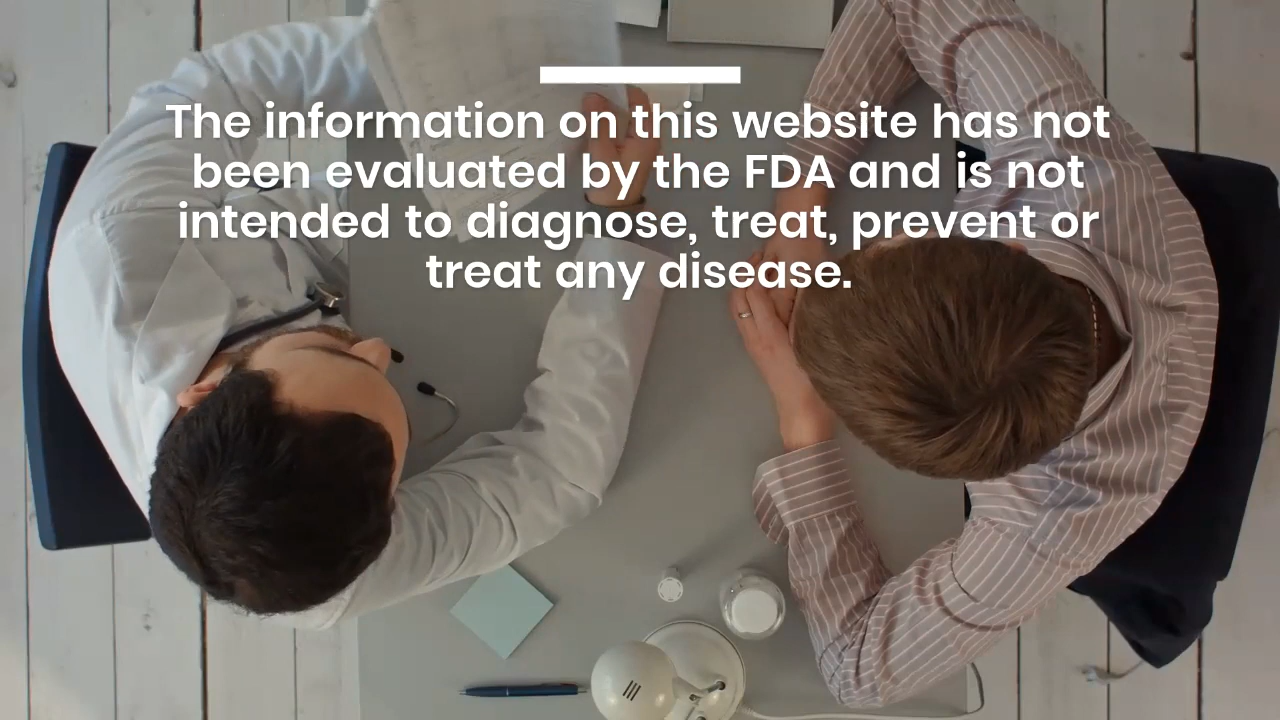 The information on this website has not
been evaluated by the FDA and is not
intended to diagnose, treat, prevent or
treat any disease.